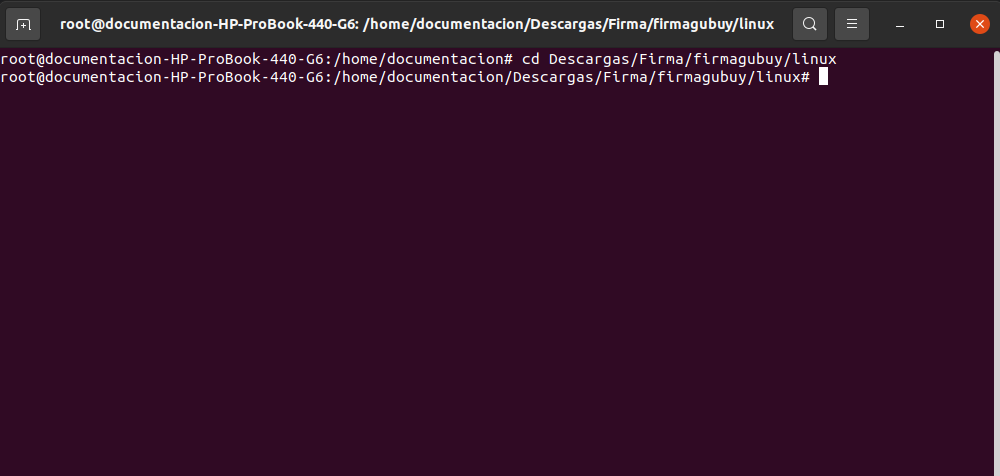 root@documentacion-HP-ProBook-440-G6: /home/documentacion/Descargas/Firma/firmagubuy/linux
root@documentacion-HP-ProBook-440-G6:/home/documentacion# cd Descargas/Firma/firmagubuy/linux
root@documentacion-HP-ProBook-440-G6:/home/documentacion/Descargas/Firma/firmagubuy/linux#